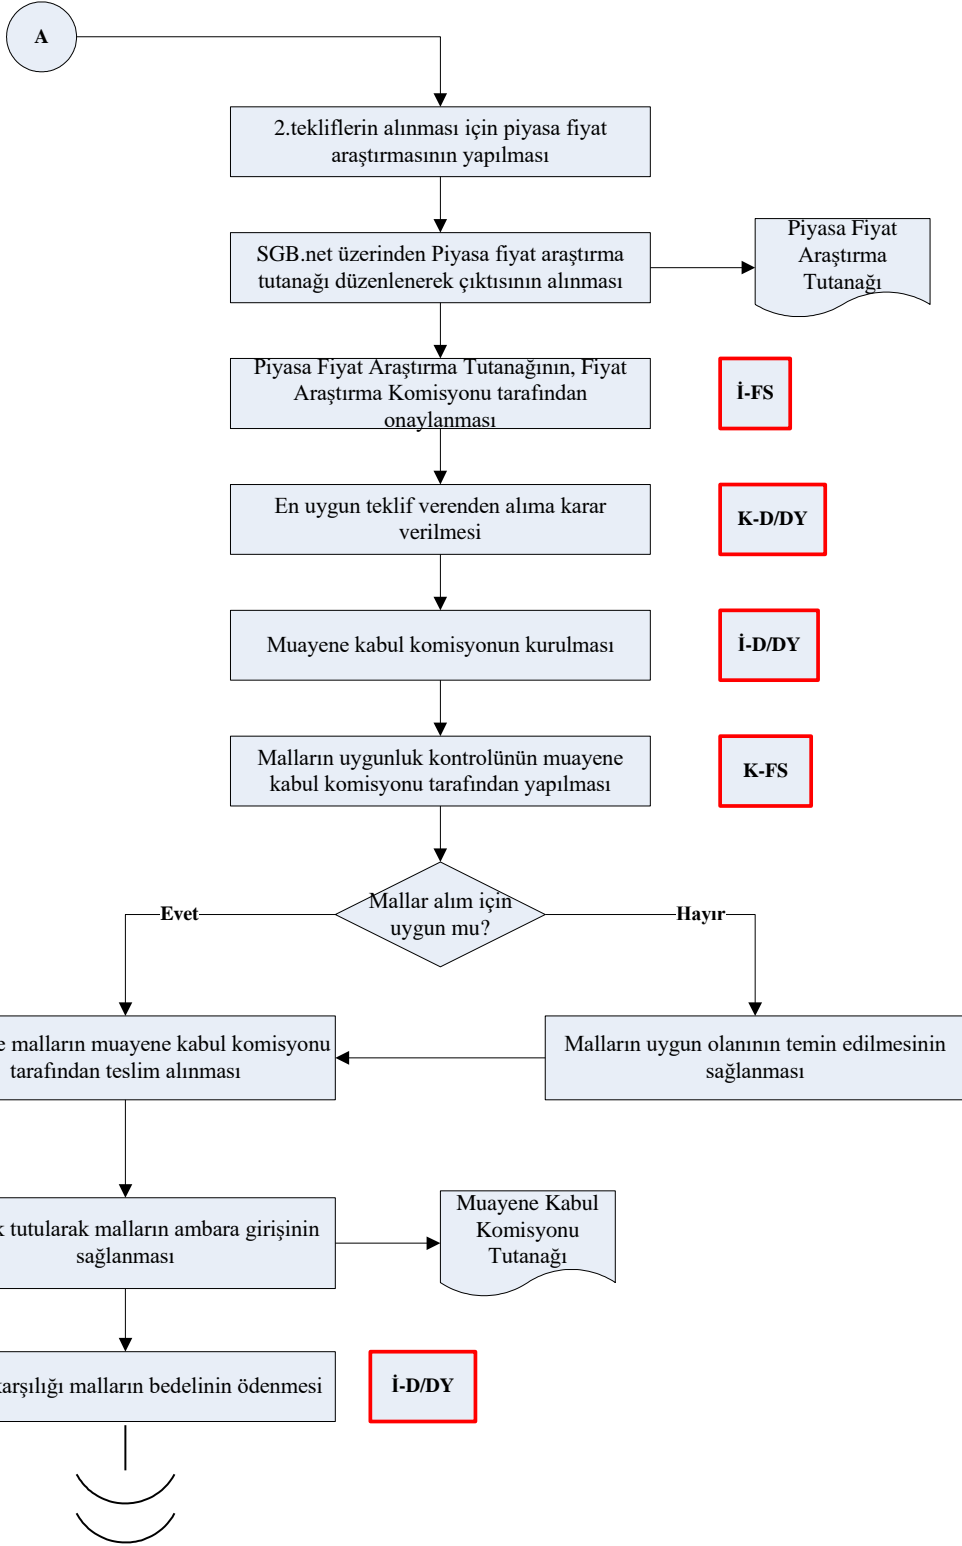 A
2.tekliflerin alınması için piyasa fiyat
araştırmasının yapılması
SGB.net üzerinden Piyasa fiyat araştırma
tutanağı düzenlenerek çıktısının alınması
Piyasa Fiyat
Araştırma
Tutanağı
Piyasa Fiyat Araştırma Tutanağının, Fiyat
Araştırma Komisyonu tarafından
onaylanması
İ-FS
En uygun teklif verenden alıma karar
verilmesi
K-D/DY
Muayene kabul komisyonun kurulması
İ-D/DY
Malların uygunluk kontrolünün muayene
kabul komisyonu tarafından yapılması
K-FS
Mallar alım için
uygun mu?
Evet
Hayır
malların muayene kabul komisyonu
tarafından teslim alınması
Malların uygun olanının temin edilmesinin
sağlanması
tutularak malların ambara girişinin
sağlanması
Muayene Kabul
Komisyonu
Tutanağı
karşılığı malların bedelinin ödenmesi
İ-D/DY